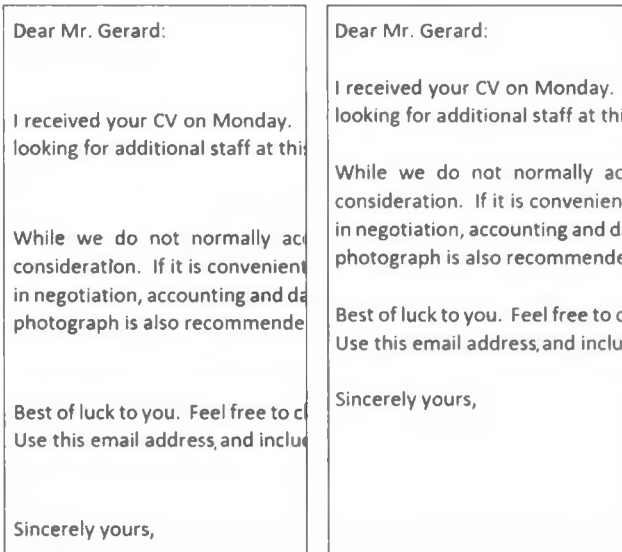 Dear Mr. Gerard:
I received your CV on Monday.
looking for additional staff at this
While we do not normally ac
consideration. If it is convenient
in negotiation, accounting and da
photograph is also recommende
Best of luck to you. Feel free to c
Use this email address, and includ
Sincerely yours,
Dear Mr. Gerard:
I received your CV on Monday.
looking for additional staff at thi
While we do not normally ac
consideration. If it is convenien
in negotiation, accounting and d
photograph is also recommende
Best of luck to you. Feel free to c
Use this email address, and inclu
Sincerely yours,